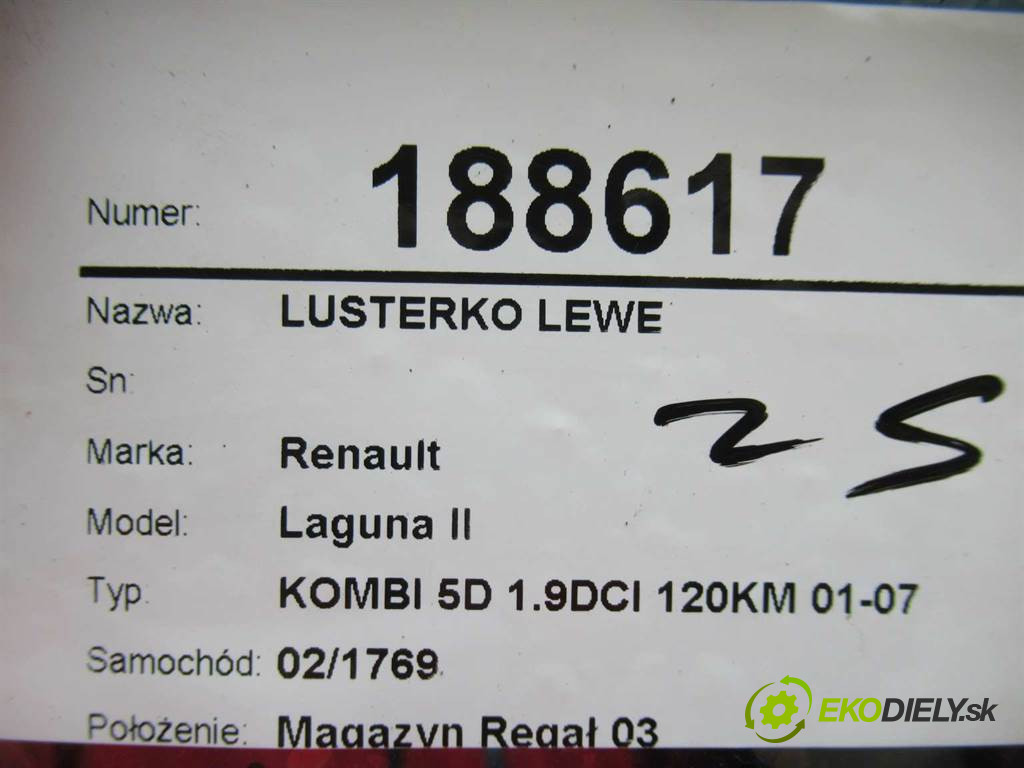 Numer: 188617
Nazwa: LUSTERKO LEWE
Sn:
25
Marka: Renault
Model: Laguna II
Typ: KOMBI 5D 1.9DCI 120KM 01-07
Samochód: 02/1769
Położenie: Magazyn Regał 03
EKODIELY.sk